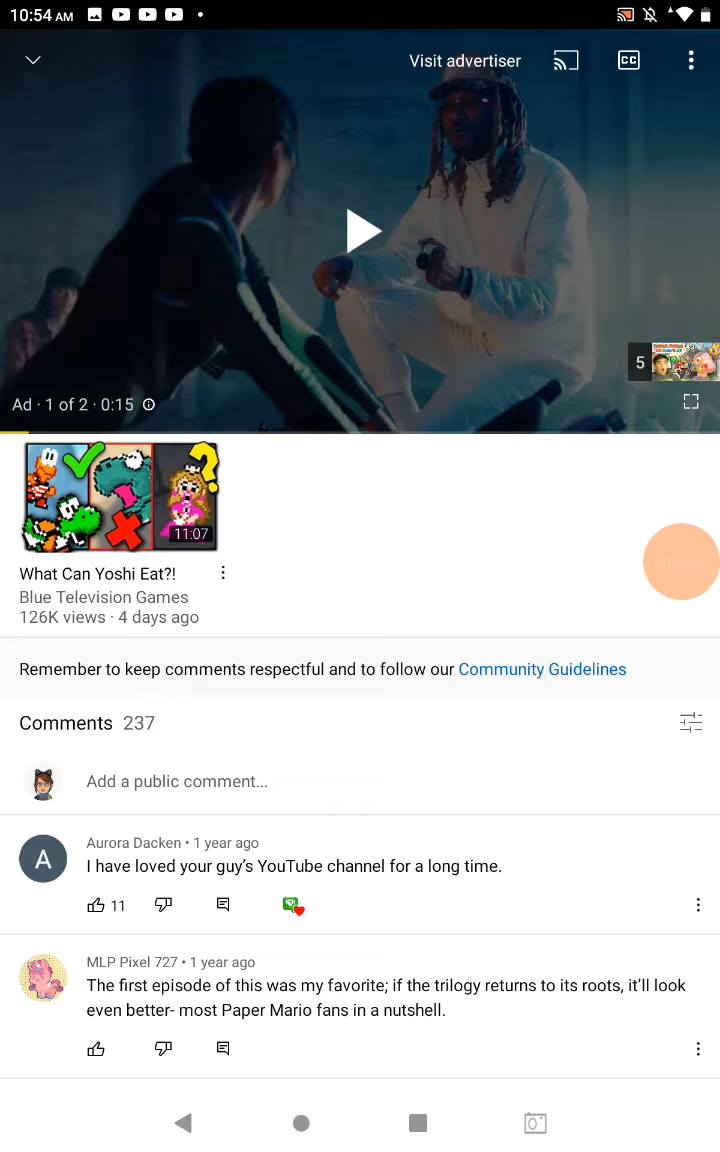 10:54 AM
Visit advertiser
CC
5
Ad · 1 of 2 · 0:15
11:07
What Can Yoshi Eat?!
Blue Television Games
126K views · 4 days ago
Remember to keep comments respectful and to follow our Community Guidelines
Comments 237
Add a public comment...
A
Aurora Dacken • 1 year ago
I have loved your guy’s YouTube channel for a long time.
11
MLP Pixel 727 • 1 year ago
The first episode of this was my favorite; if the trilogy returns to its roots, it’ll look
even better- most Paper Mario fans in a nutshell.